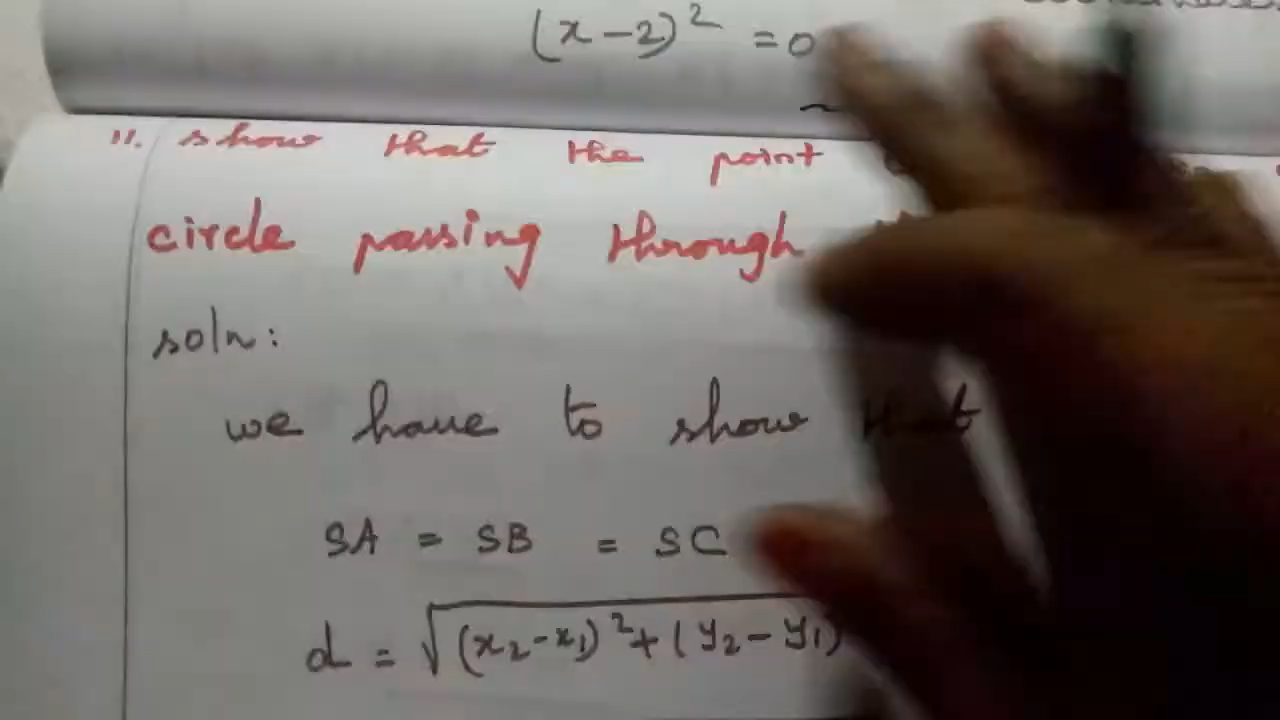 (x-2)² = 0
11. show that the point
circle passing through
soln:
we have to show that
SA = SB = SC
d = √(x₂-x₁)²+(y₂-y₁)